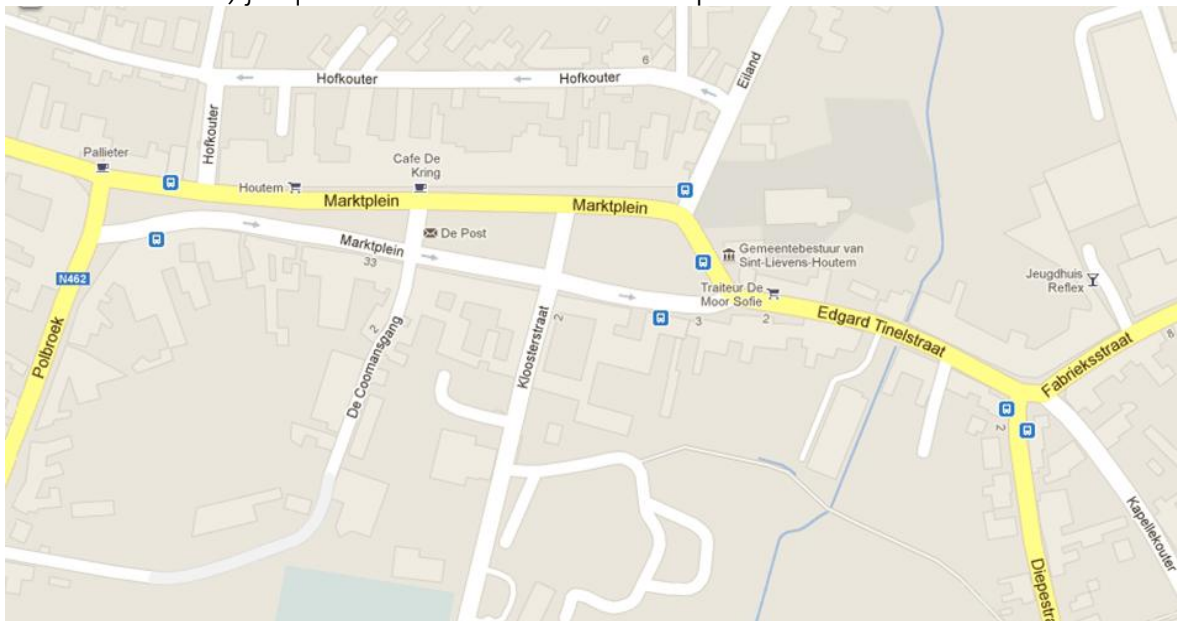 Hofkouter
Hofkouter
6
Eiland
Hofkouter
Pallieter
Cafe De
Kring
Houtem
Marktplein
Marktplein
De Post
Marktplein
33
Gemeentebestuur van
Sint-Lievens-Houtem
N462
Traiteur De
Moor Sofie
Jeugdhuis
Reflex
Polbroek
2
De Coomansgang
Kloosterstraat
2
3
2
Edgard Tinelstraat
Fabrieksstraat
8
2
Kapellekouter
Diepestra